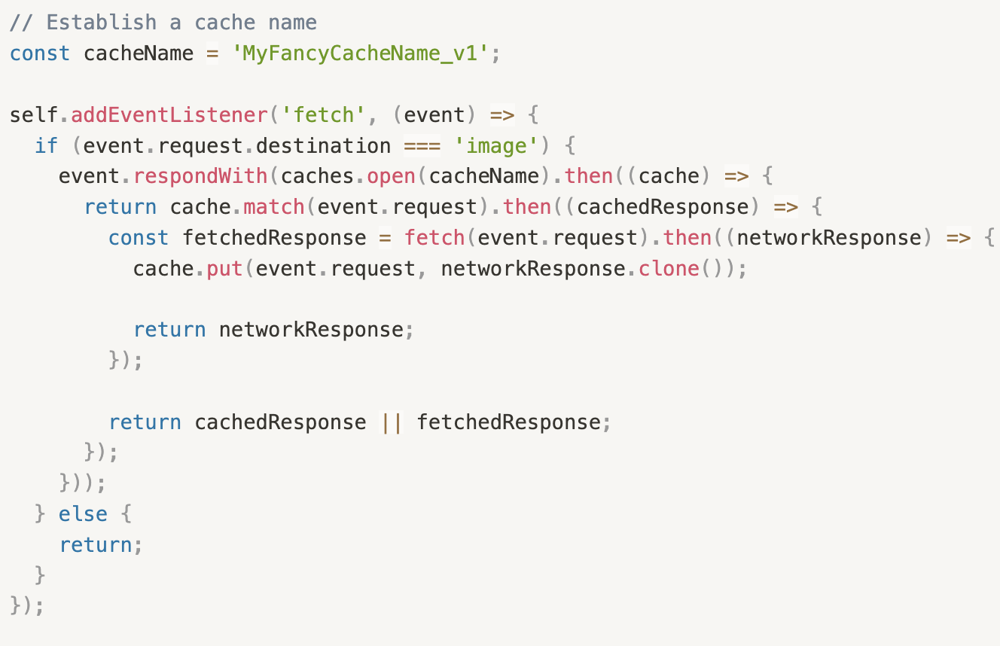 // Establish a cache name
const cacheName = 'MyFancyCacheName_v1';

self.addEventListener('fetch', (event) => {
  if (event.request.destination === 'image') {
    event.respondWith(caches.open(cacheName).then((cache) => {
      return cache.match(event.request).then((cachedResponse) => {
        const fetchedResponse = fetch(event.request).then((networkResponse) => {
          cache.put(event.request, networkResponse.clone());

          return networkResponse;
        });

        return cachedResponse || fetchedResponse;
      });
    }));
  } else {
    return;
  }
});